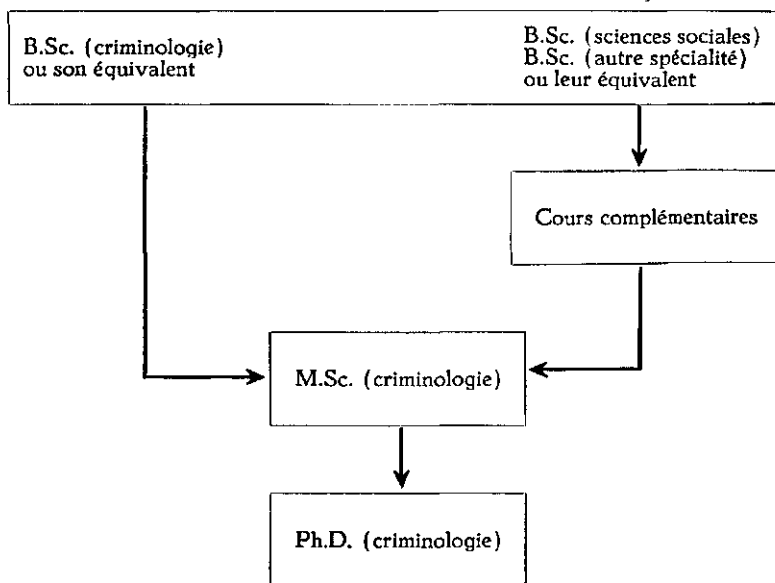 B.Sc. (criminologie)
ou son équivalent
B.Sc. (sciences sociales)
B.Sc. (autre spécialité)
ou leur équivalent
Cours complémentaires
M.Sc. (criminologie)
Ph.D. (criminologie)